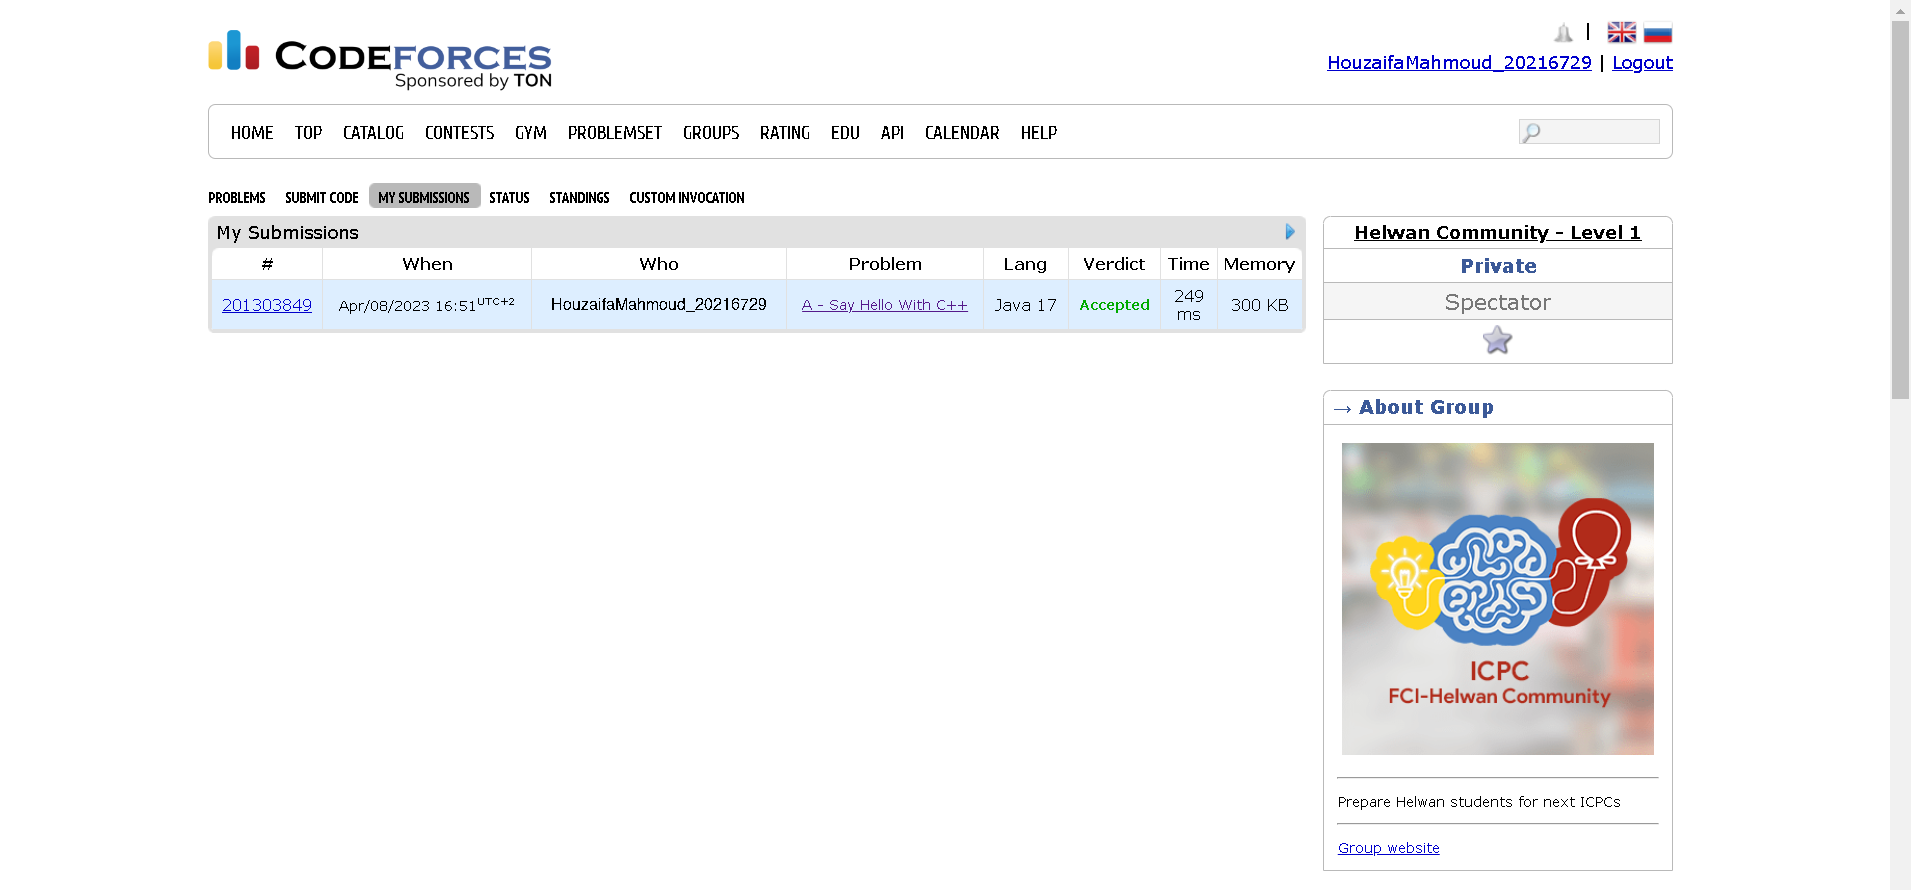 CODEFORCES
Sponsored by TON
|
HouzaifaMahmoud_20216729 | Logout
HOME TOP CATALOG CONTESTS GYM PROBLEMSET GROUPS RATING EDU API CALENDAR HELP
PROBLEMS SUBMIT CODE MY SUBMISSIONS STATUS STANDINGS CUSTOM INVOCATION
My Submissions
# When Who Problem Lang Verdict Time Memory
201303849 Apr/08/2023 16:51UTC+2 HouzaifaMahmoud_20216729 A - Say Hello With C++ Java 17 Accepted 249 ms 300 KB
Helwan Community - Level 1
Private
Spectator
→ About Group
ICPC
FCI-Helwan Community
Prepare Helwan students for next ICPCs
Group website